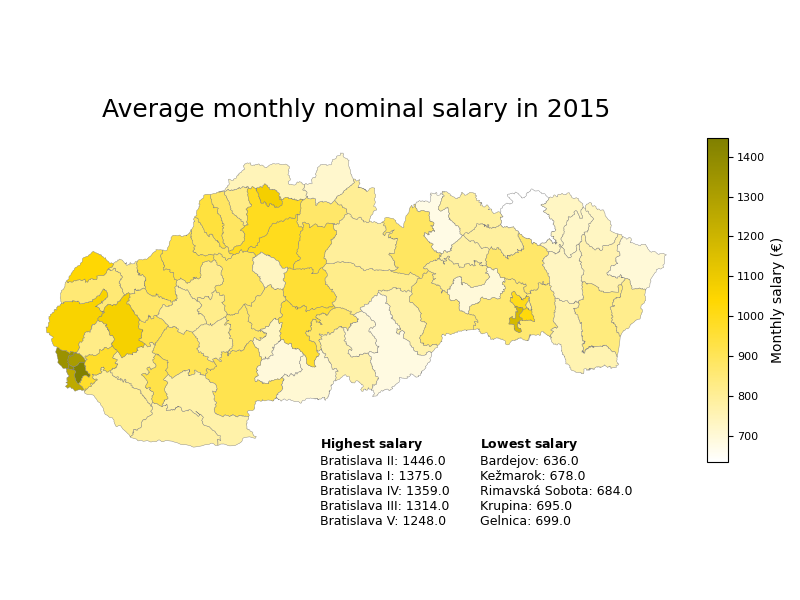 Average monthly nominal salary in 2015
1400
1300
1200
1100
1000
900
800
700
Monthly salary (€)
Highest salary
Bratislava II: 1446.0
Bratislava I: 1375.0
Bratislava IV: 1359.0
Bratislava III: 1314.0
Bratislava V: 1248.0
Lowest salary
Bardejov: 636.0
Kežmarok: 678.0
Rimavská Sobota: 684.0
Krupina: 695.0
Gelnica: 699.0